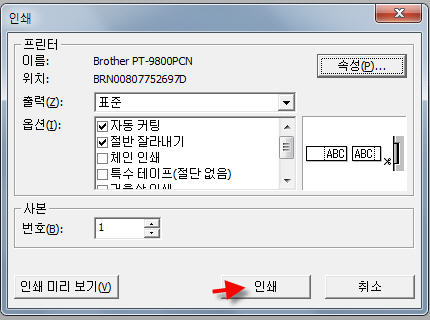 인쇄
프린터
이름: Brother PT-9800PCN
위치: BRN00807752697D
속성(P)...
출력(Z): 표준
옵션(I):
자동 커팅
절반 잘라내기
체인 인쇄
특수 테이프(절단 없음)
ABC ABC
사본
번호(B): 1
인쇄 미리 보기(V)
인쇄
취소